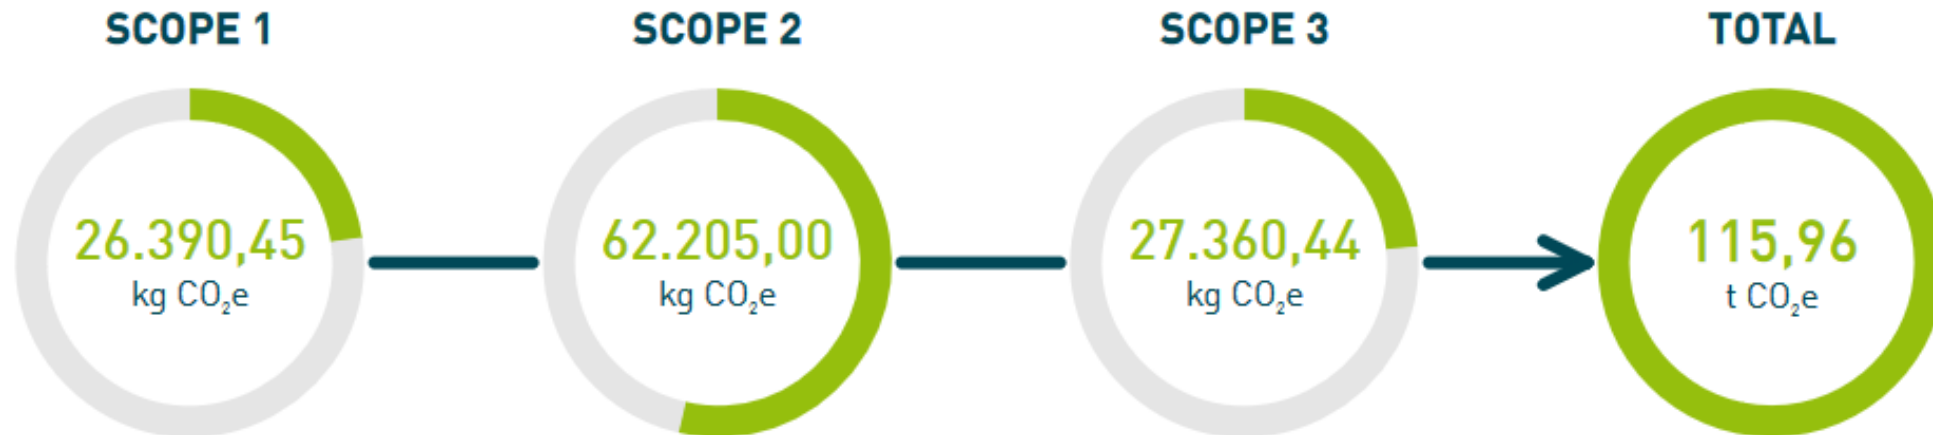 SCOPE 1
26.390,45
kg CO₂e
SCOPE 2
62.205,00
kg CO₂e
SCOPE 3
27.360,44
kg CO₂e
TOTAL
115,96
t CO₂e